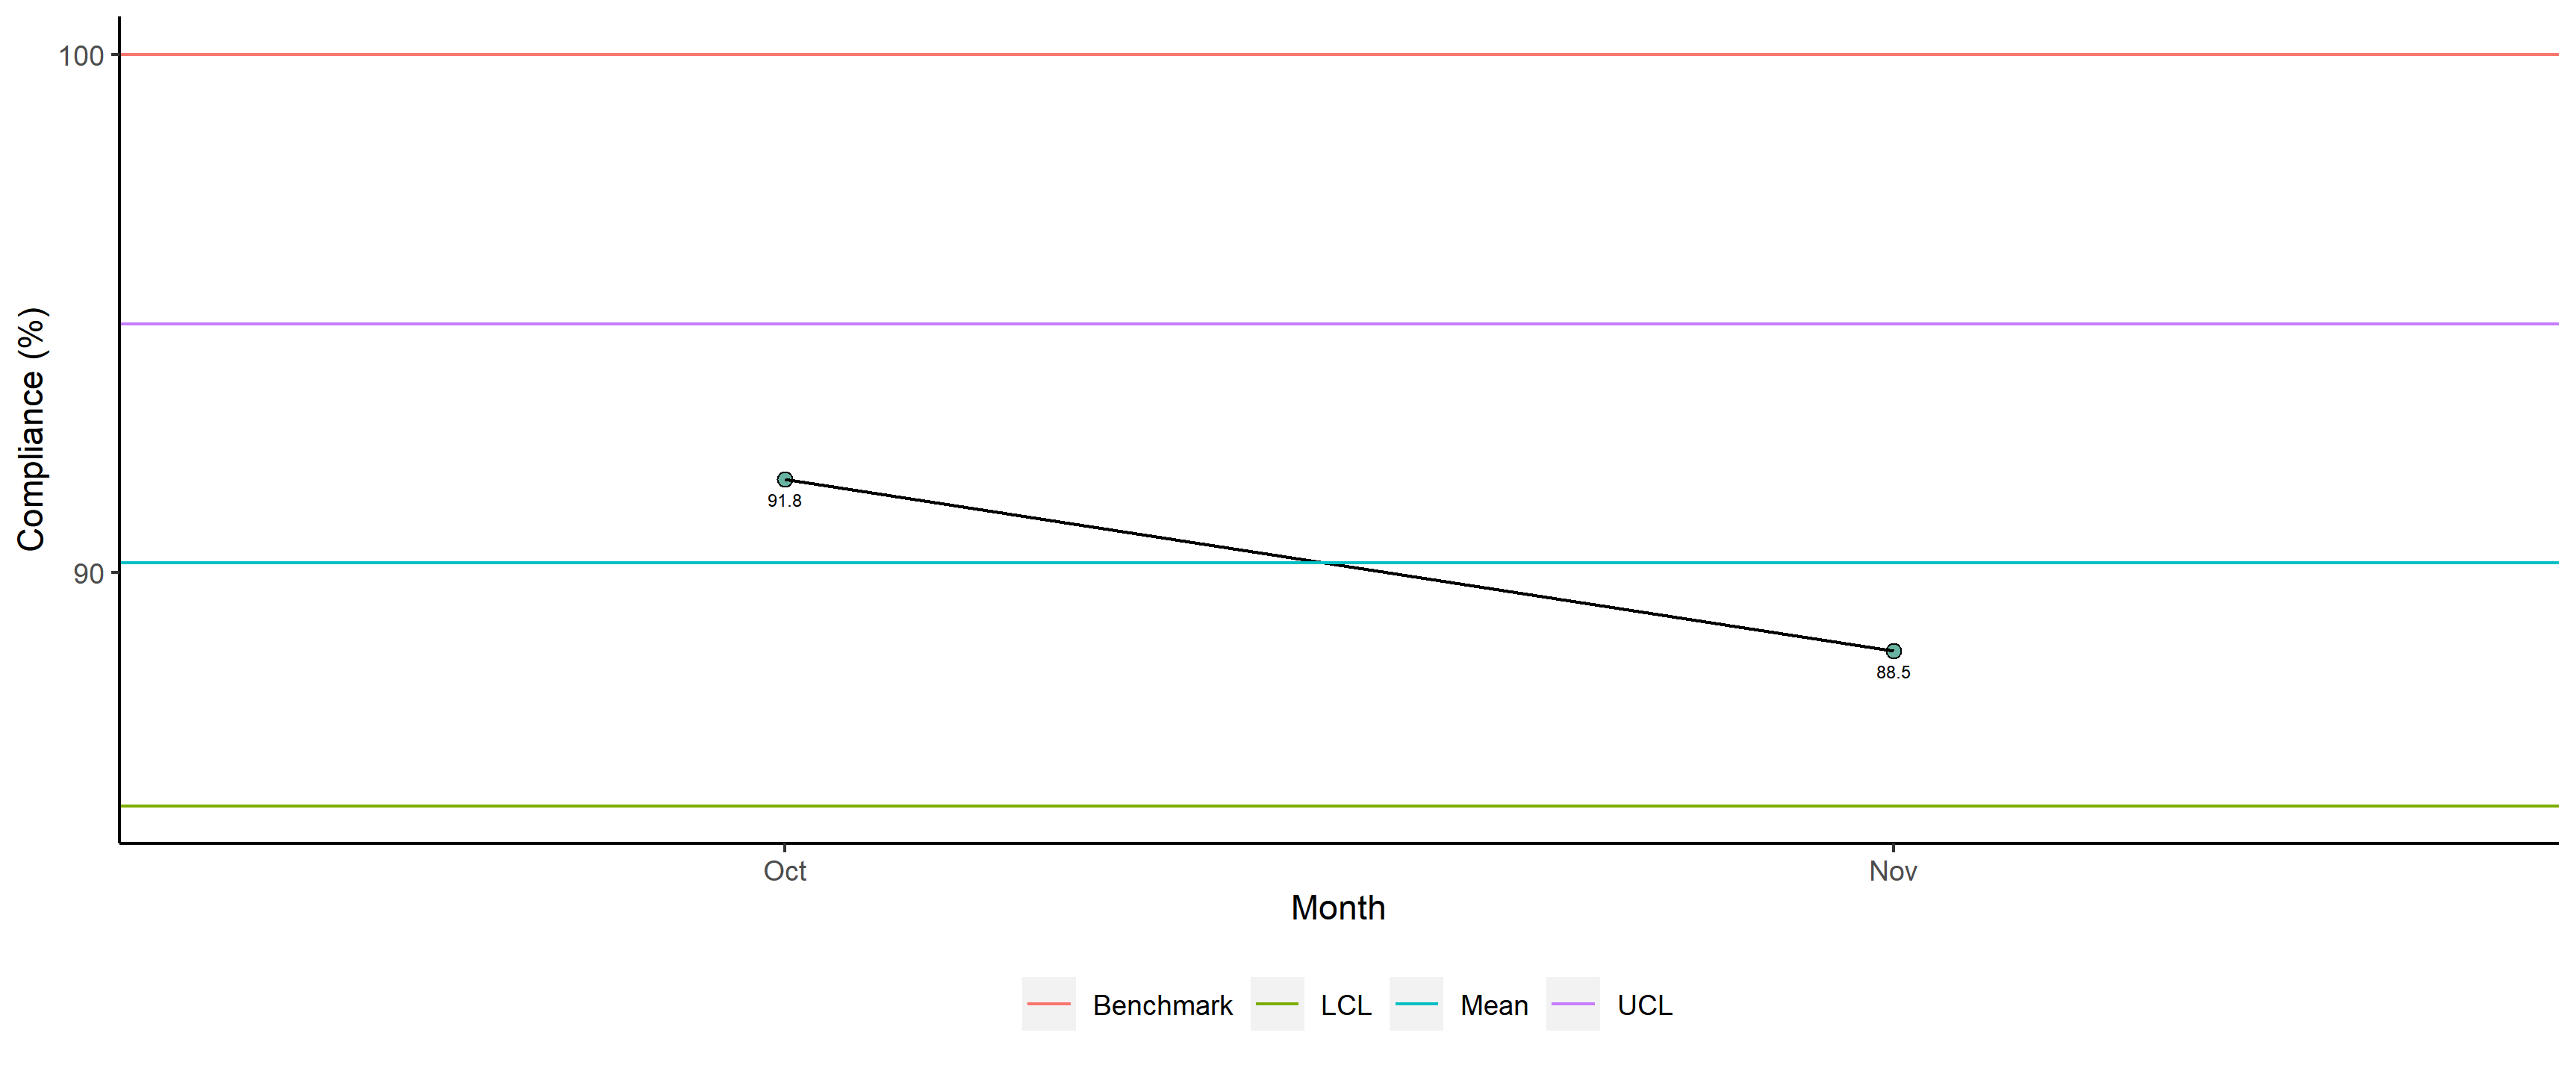 100
90
Compliance (%)
91.8
88.5
Oct Nov
Month
Benchmark LCL Mean UCL